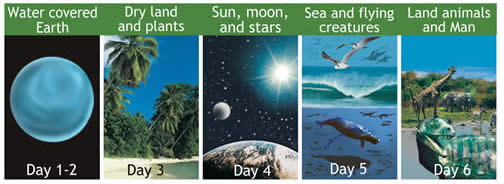 Water covered
Earth
Day 1-2
Dry land
and plants
Day 3
Sun, moon,
and stars
Day 4
Sea and flying
creatures
Day 5
Land animals
and Man
Day 6